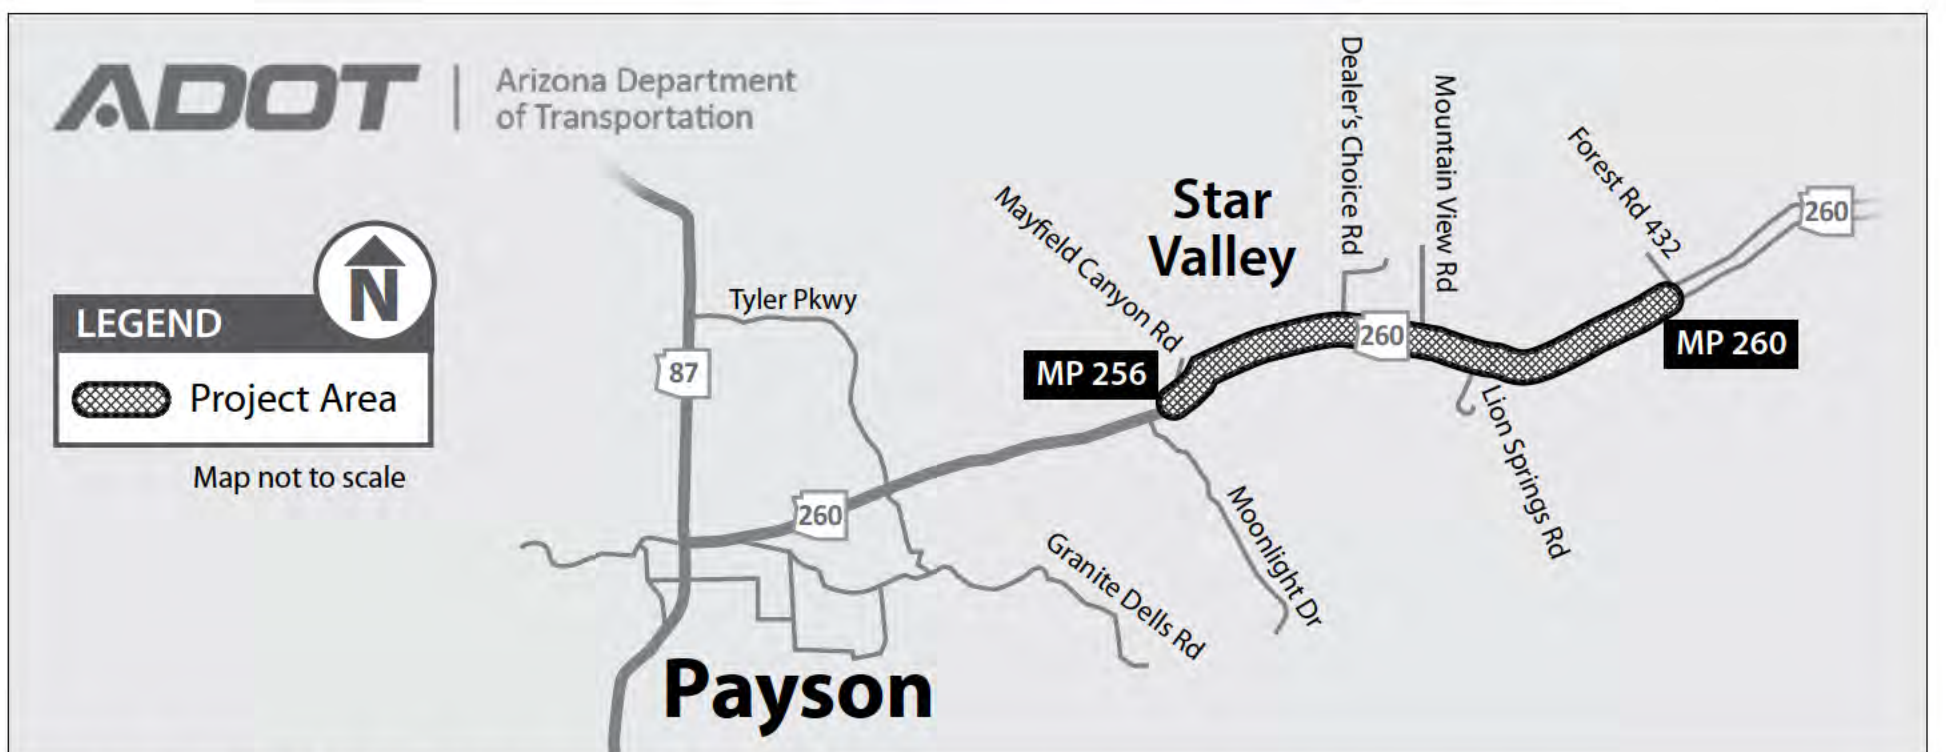 ADOT
Arizona Department
of Transportation
N
LEGEND
Project Area
Map not to scale
87
Tyler Pkwy
260
Payson
Granite Dells Rd
Moonlight Dr
MP 256
Mayfield Canyon Rd
Star
Valley
Dealer's Choice Rd
260
Mountain View Rd
Lion Springs Rd
Forest Rd 432
MP 260
260